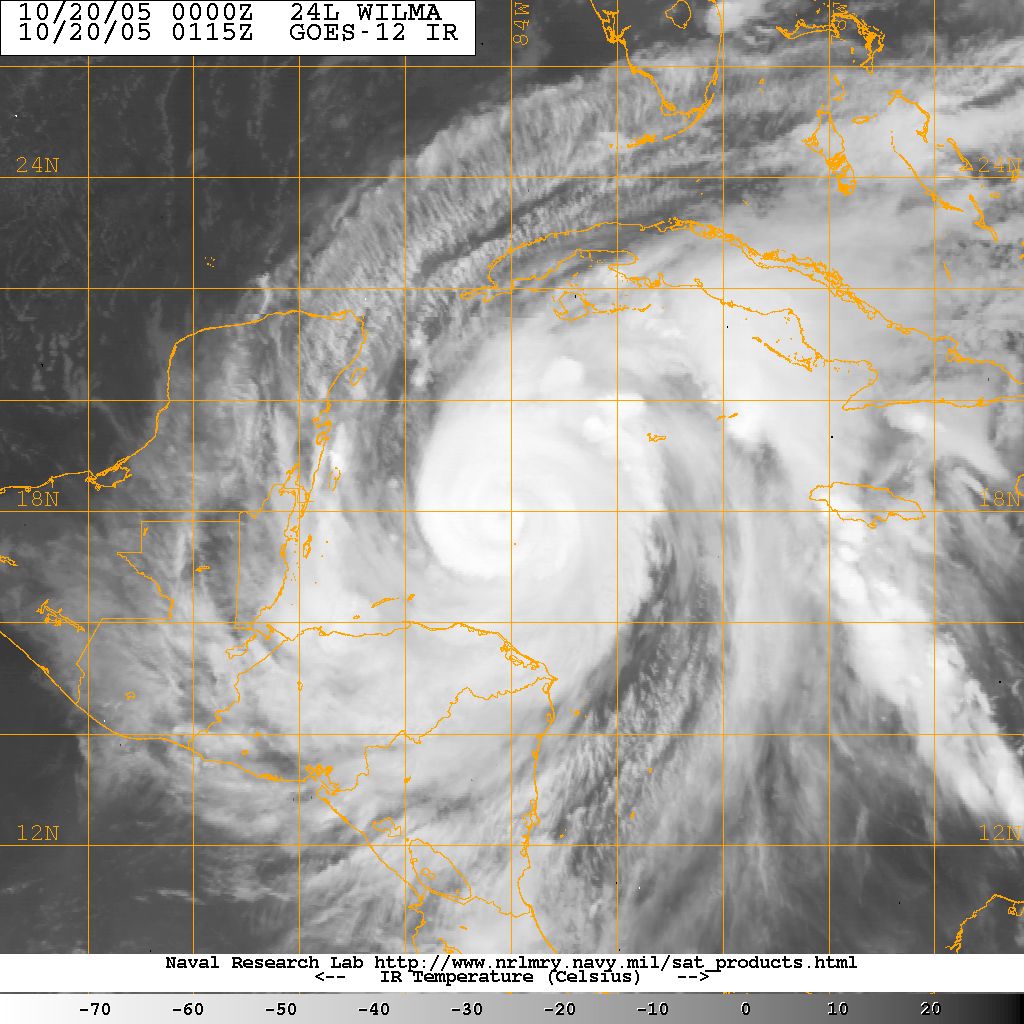 10/20/05 0000Z 24L WILMA
10/20/05 0115Z GOES-12 IR
84W
24N
24N
18N
18N
12N
12N
Naval Research Lab http://www.nrlmry.navy.mil/sat_products.html
<-- IR Temperature (Celsius) -->
-70 -60 -50 -40 -30 -20 -10 0 10 20